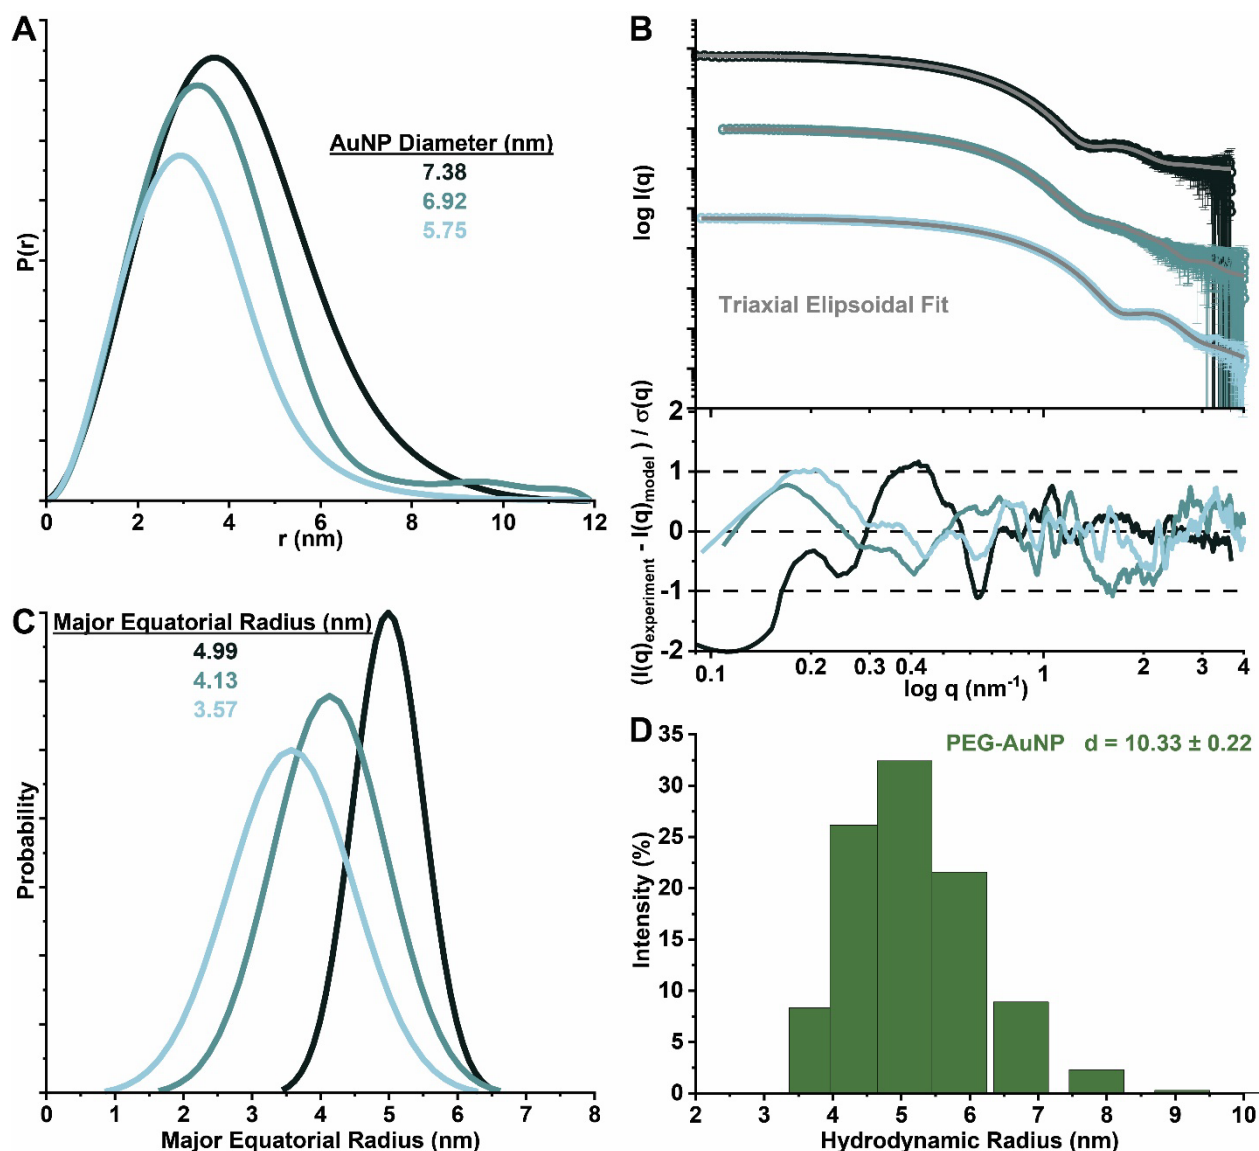 A
AuNP Diameter (nm)
7.38
6.92
5.75
P(r)
0 2 4 6 8 10 12
r (nm)
B
log I(q)
Triaxial Elipsoidal Fit
(I(q)experiment - I(q)model) / σ(q)
2
1
0
-1
-2
0.1 0.2 0.3 0.4 1 2 3 4
log q (nm-1)
C
Major Equatorial Radius (nm)
4.99
4.13
3.57
Probability
0 1 2 3 4 5 6 7 8
Major Equatorial Radius (nm)
D
PEG-AuNP d = 10.33 ± 0.22
Intensity (%)
35
30
25
20
15
10
5
0
2 3 4 5 6 7 8 9 10
Hydrodynamic Radius (nm)